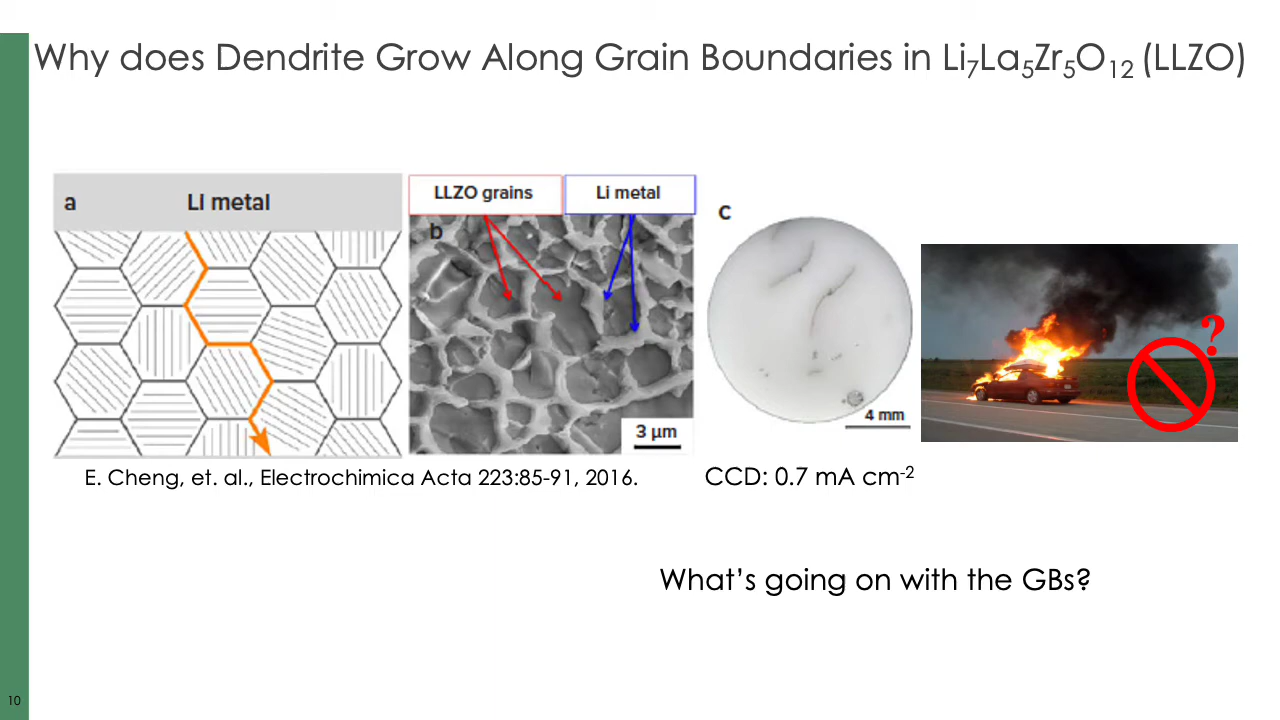 Why does Dendrite Grow Along Grain Boundaries in Li₇La₅Zr₅O₁₂ (LLZO)
a
LI metal
LLZO grains
Li metal
b
3 µm
c
4 mm
?
E. Cheng, et. al., Electrochimica Acta 223:85-91, 2016.
CCD: 0.7 mA cm⁻²
What’s going on with the GBs?
10